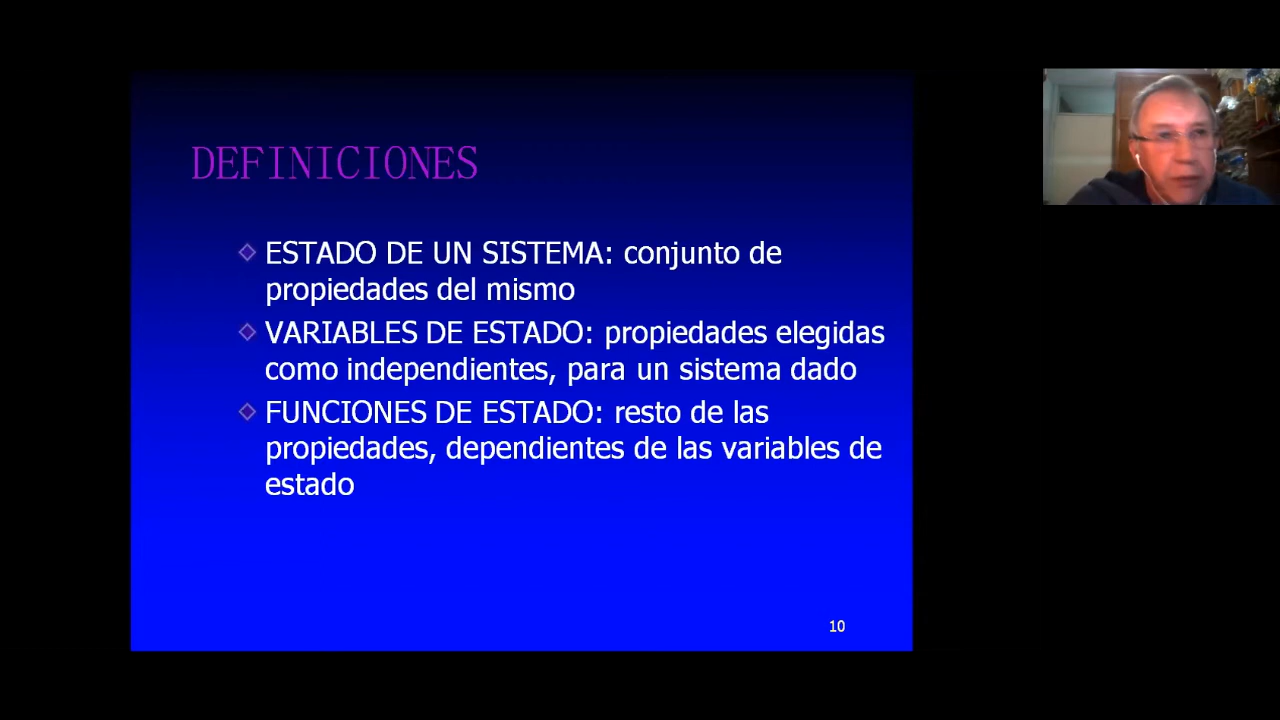 DEFINICIONES
ESTADO DE UN SISTEMA: conjunto de
propiedades del mismo
VARIABLES DE ESTADO: propiedades elegidas
como independientes, para un sistema dado
FUNCIONES DE ESTADO: resto de las
propiedades, dependientes de las variables de
estado
10